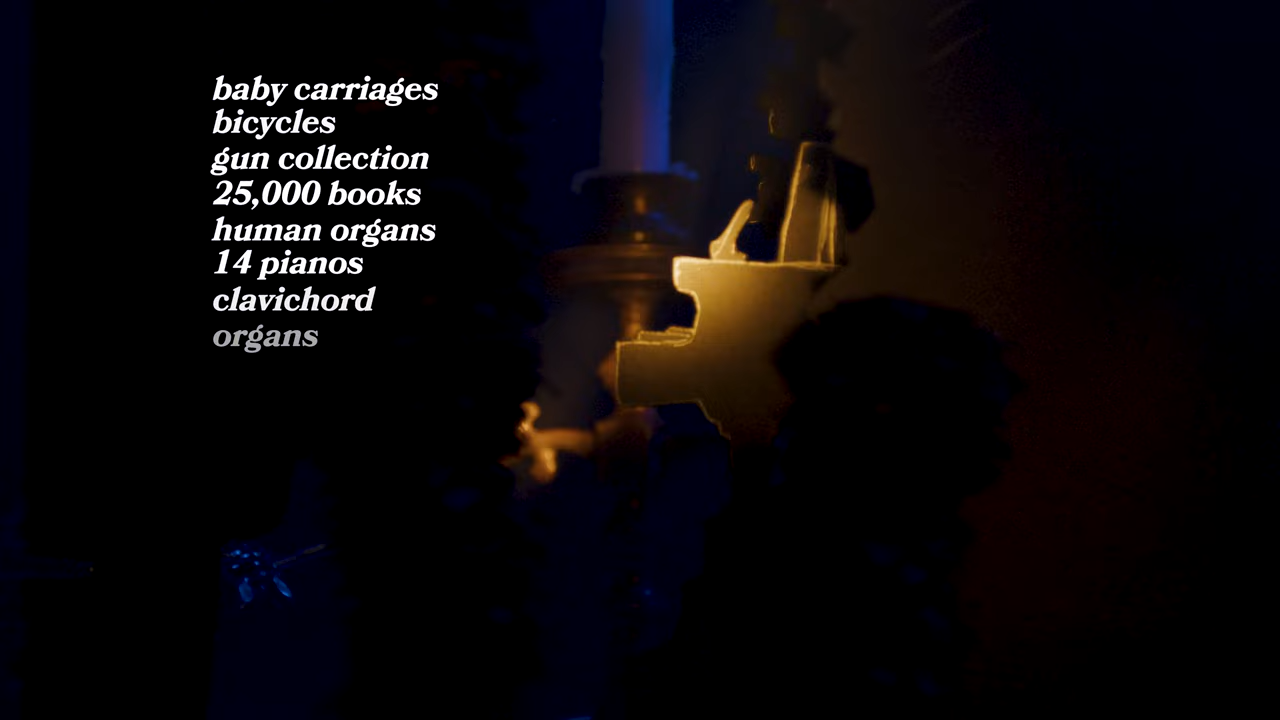 baby carriages
bicycles
gun collection
25,000 books
human organs
14 pianos
clavichord
organs